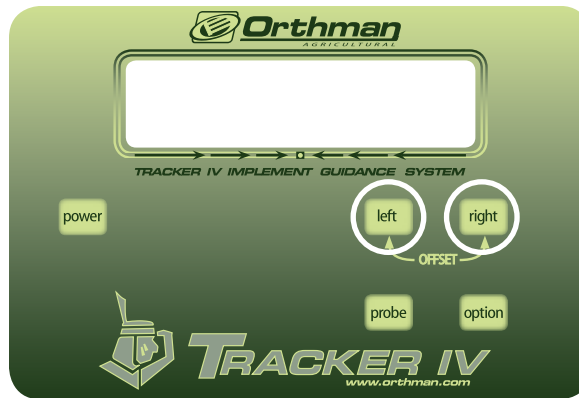 Orthman
AGRICULTURAL
TRACKER IV IMPLEMENT GUIDANCE SYSTEM
power
left
right
OFFSET
probe
option
TRACKER IV
www.orthman.com